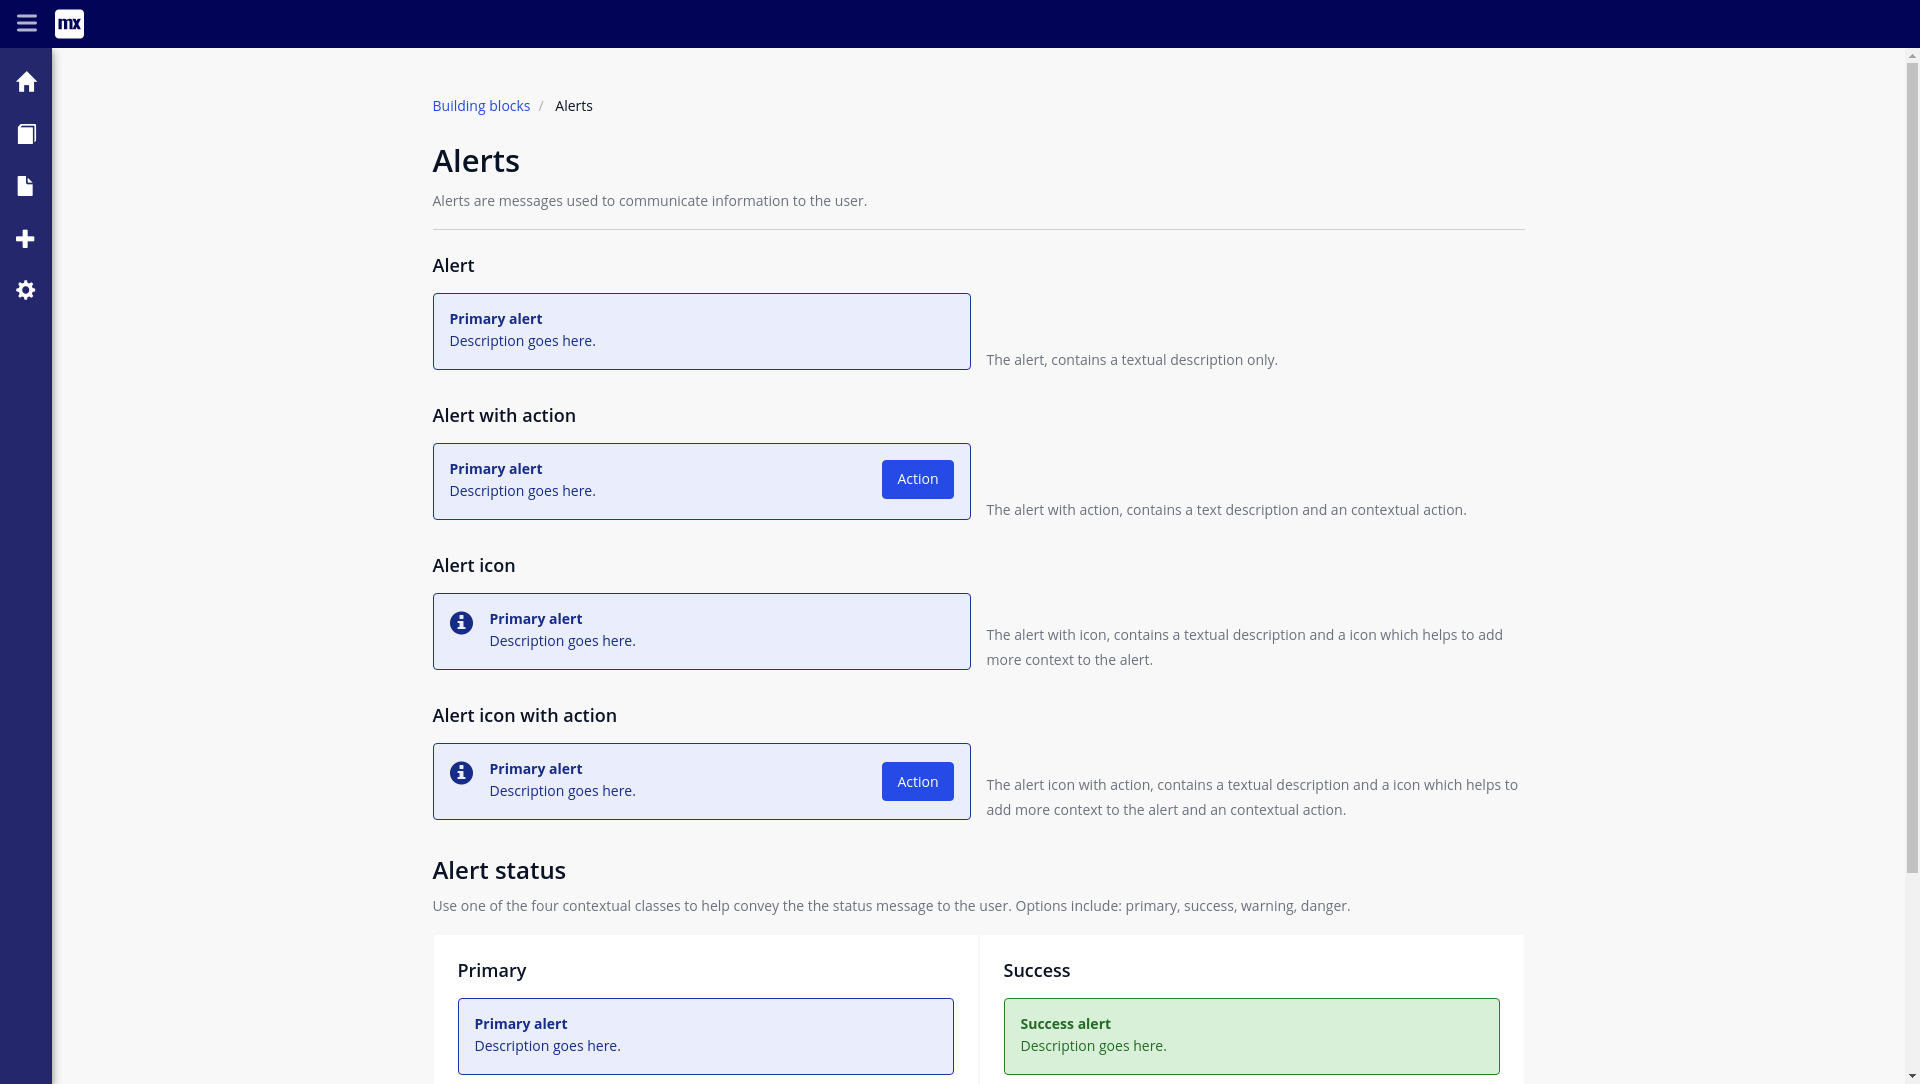 mx
Building blocks / Alerts
Alerts
Alerts are messages used to communicate information to the user.
Alert
Primary alert
Description goes here.
The alert, contains a textual description only.
Alert with action
Primary alert
Description goes here.
Action
The alert with action, contains a text description and an contextual action.
Alert icon
Primary alert
Description goes here.
The alert with icon, contains a textual description and a icon which helps to add
more context to the alert.
Alert icon with action
Primary alert
Description goes here.
Action
The alert icon with action, contains a textual description and a icon which helps to
add more context to the alert and an contextual action.
Alert status
Use one of the four contextual classes to help convey the the status message to the user. Options include: primary, success, warning, danger.
Primary
Primary alert
Description goes here.
Success
Success alert
Description goes here.